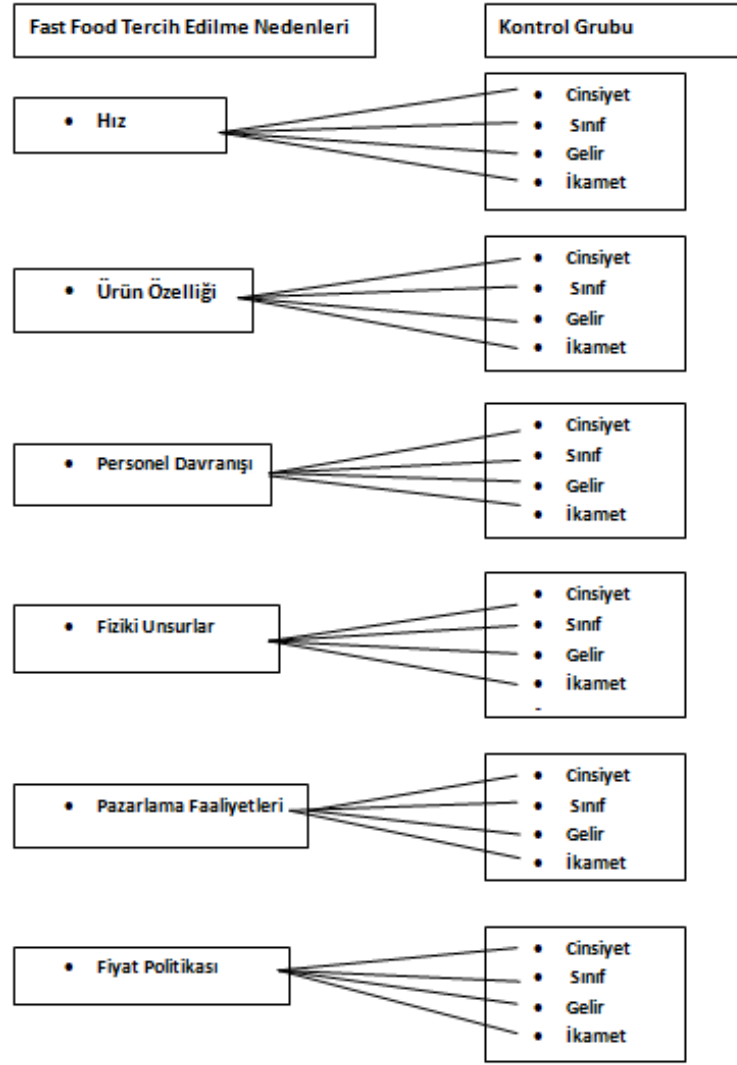 Fast Food Tercih Edilme Nedenleri
Kontrol Grubu
• Hız
• Cinsiyet
• Sınıf
• Gelir
• İkamet
• Ürün Özelliği
• Cinsiyet
• Sınıf
• Gelir
• İkamet
• Personel Davranışı
• Cinsiyet
• Sınıf
• Gelir
• İkamet
• Fiziki Unsurlar
• Cinsiyet
• Sınıf
• Gelir
• İkamet
-
• Pazarlama Faaliyetleri
• Cinsiyet
• Sınıf
• Gelir
• İkamet
• Fiyat Politikası
• Cinsiyet
• Sınıf
• Gelir
• İkamet